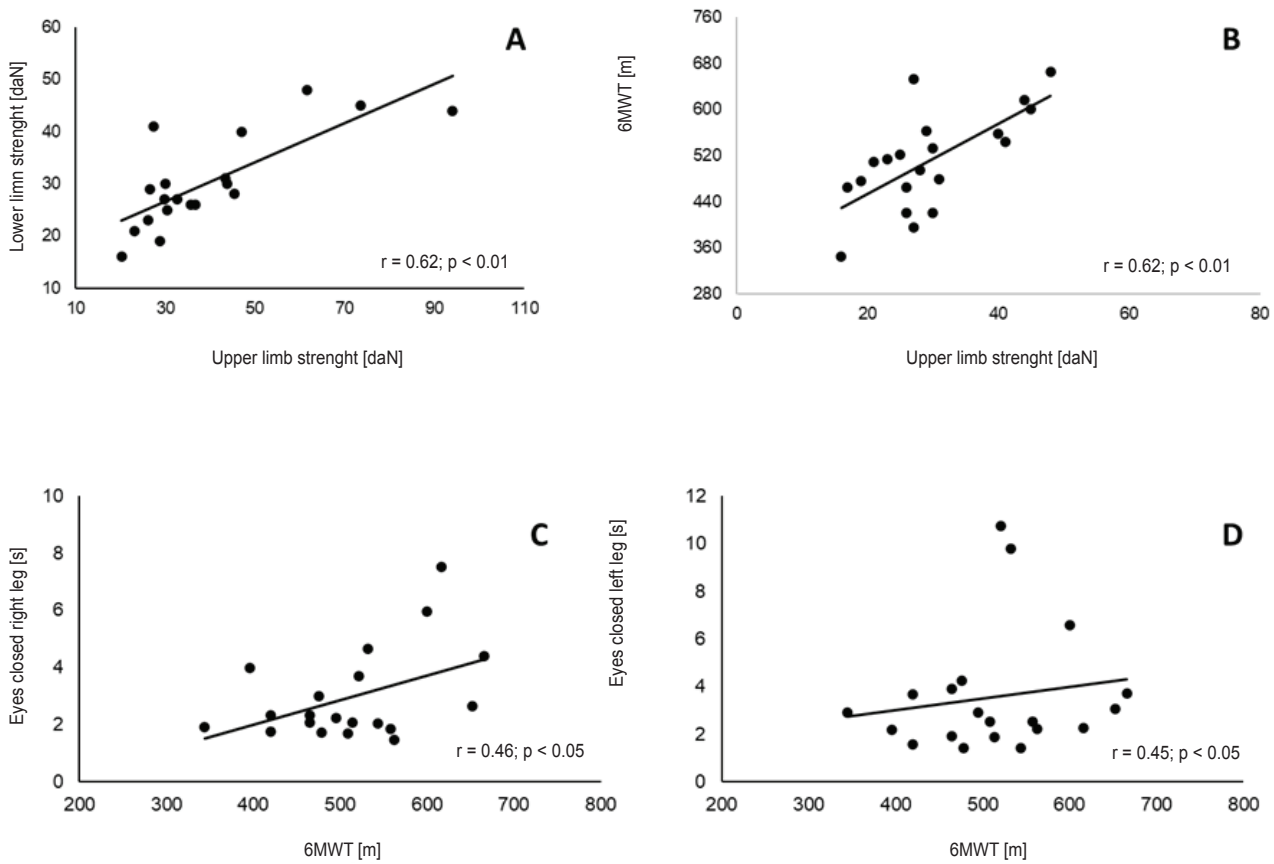 A
Lower limn strenght [daN]
60
50
40
30
20
10
r = 0.62; p < 0.01
10 30 50 70 90 110
Upper limb strenght [daN]
B
6MWT [m]
760
680
600
520
440
360
280
r = 0.62; p < 0.01
0 20 40 60 80
Upper limb strenght [daN]
C
Eyes closed right leg [s]
10
8
6
4
2
0
r = 0.46; p < 0.05
200 300 400 500 600 700 800
6MWT [m]
D
Eyes closed left leg [s]
12
10
8
6
4
2
0
r = 0.45; p < 0.05
200 300 400 500 600 700 800
6MWT [m]